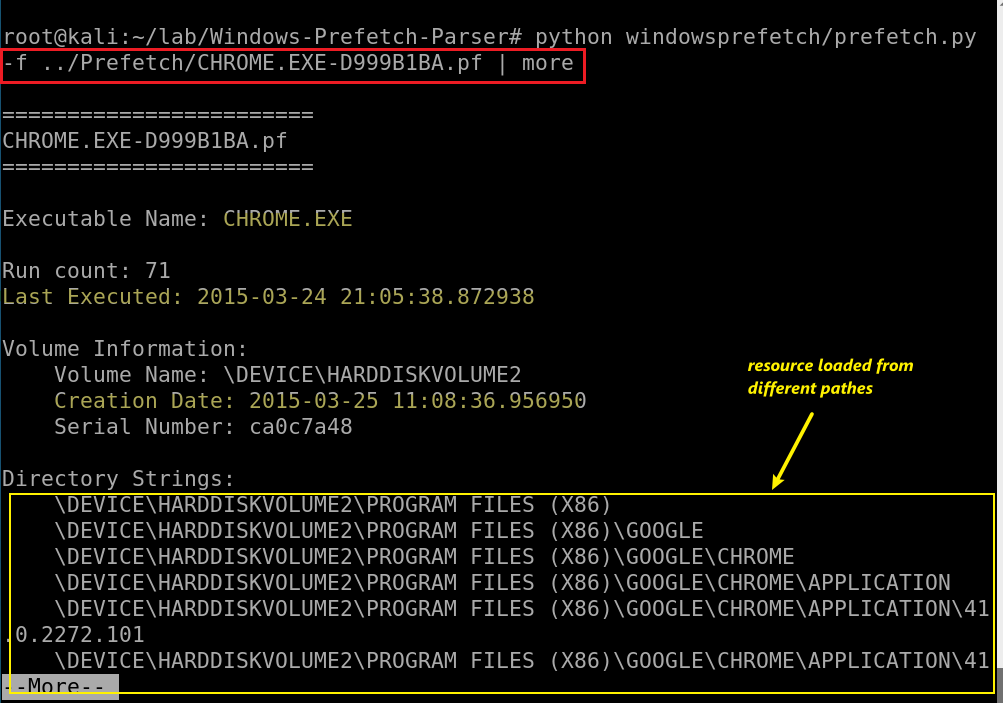 root@kali:~/lab/Windows-Prefetch-Parser# python windowsprefetch/prefetch.py
-f ../Prefetch/CHROME.EXE-D999B1BA.pf | more
========================
CHROME.EXE-D999B1BA.pf
========================
Executable Name: CHROME.EXE
Run count: 71
Last Executed: 2015-03-24 21:05:38.872938
Volume Information:
    Volume Name: \DEVICE\HARDDISKVOLUME2
    Creation Date: 2015-03-25 11:08:36.956950
    Serial Number: ca0c7a48
resource loaded from
different pathes
Directory Strings:
    \DEVICE\HARDDISKVOLUME2\PROGRAM FILES (X86)
    \DEVICE\HARDDISKVOLUME2\PROGRAM FILES (X86)\GOOGLE
    \DEVICE\HARDDISKVOLUME2\PROGRAM FILES (X86)\GOOGLE\CHROME
    \DEVICE\HARDDISKVOLUME2\PROGRAM FILES (X86)\GOOGLE\CHROME\APPLICATION
    \DEVICE\HARDDISKVOLUME2\PROGRAM FILES (X86)\GOOGLE\CHROME\APPLICATION\41
.0.2272.101
    \DEVICE\HARDDISKVOLUME2\PROGRAM FILES (X86)\GOOGLE\CHROME\APPLICATION\41
--More--